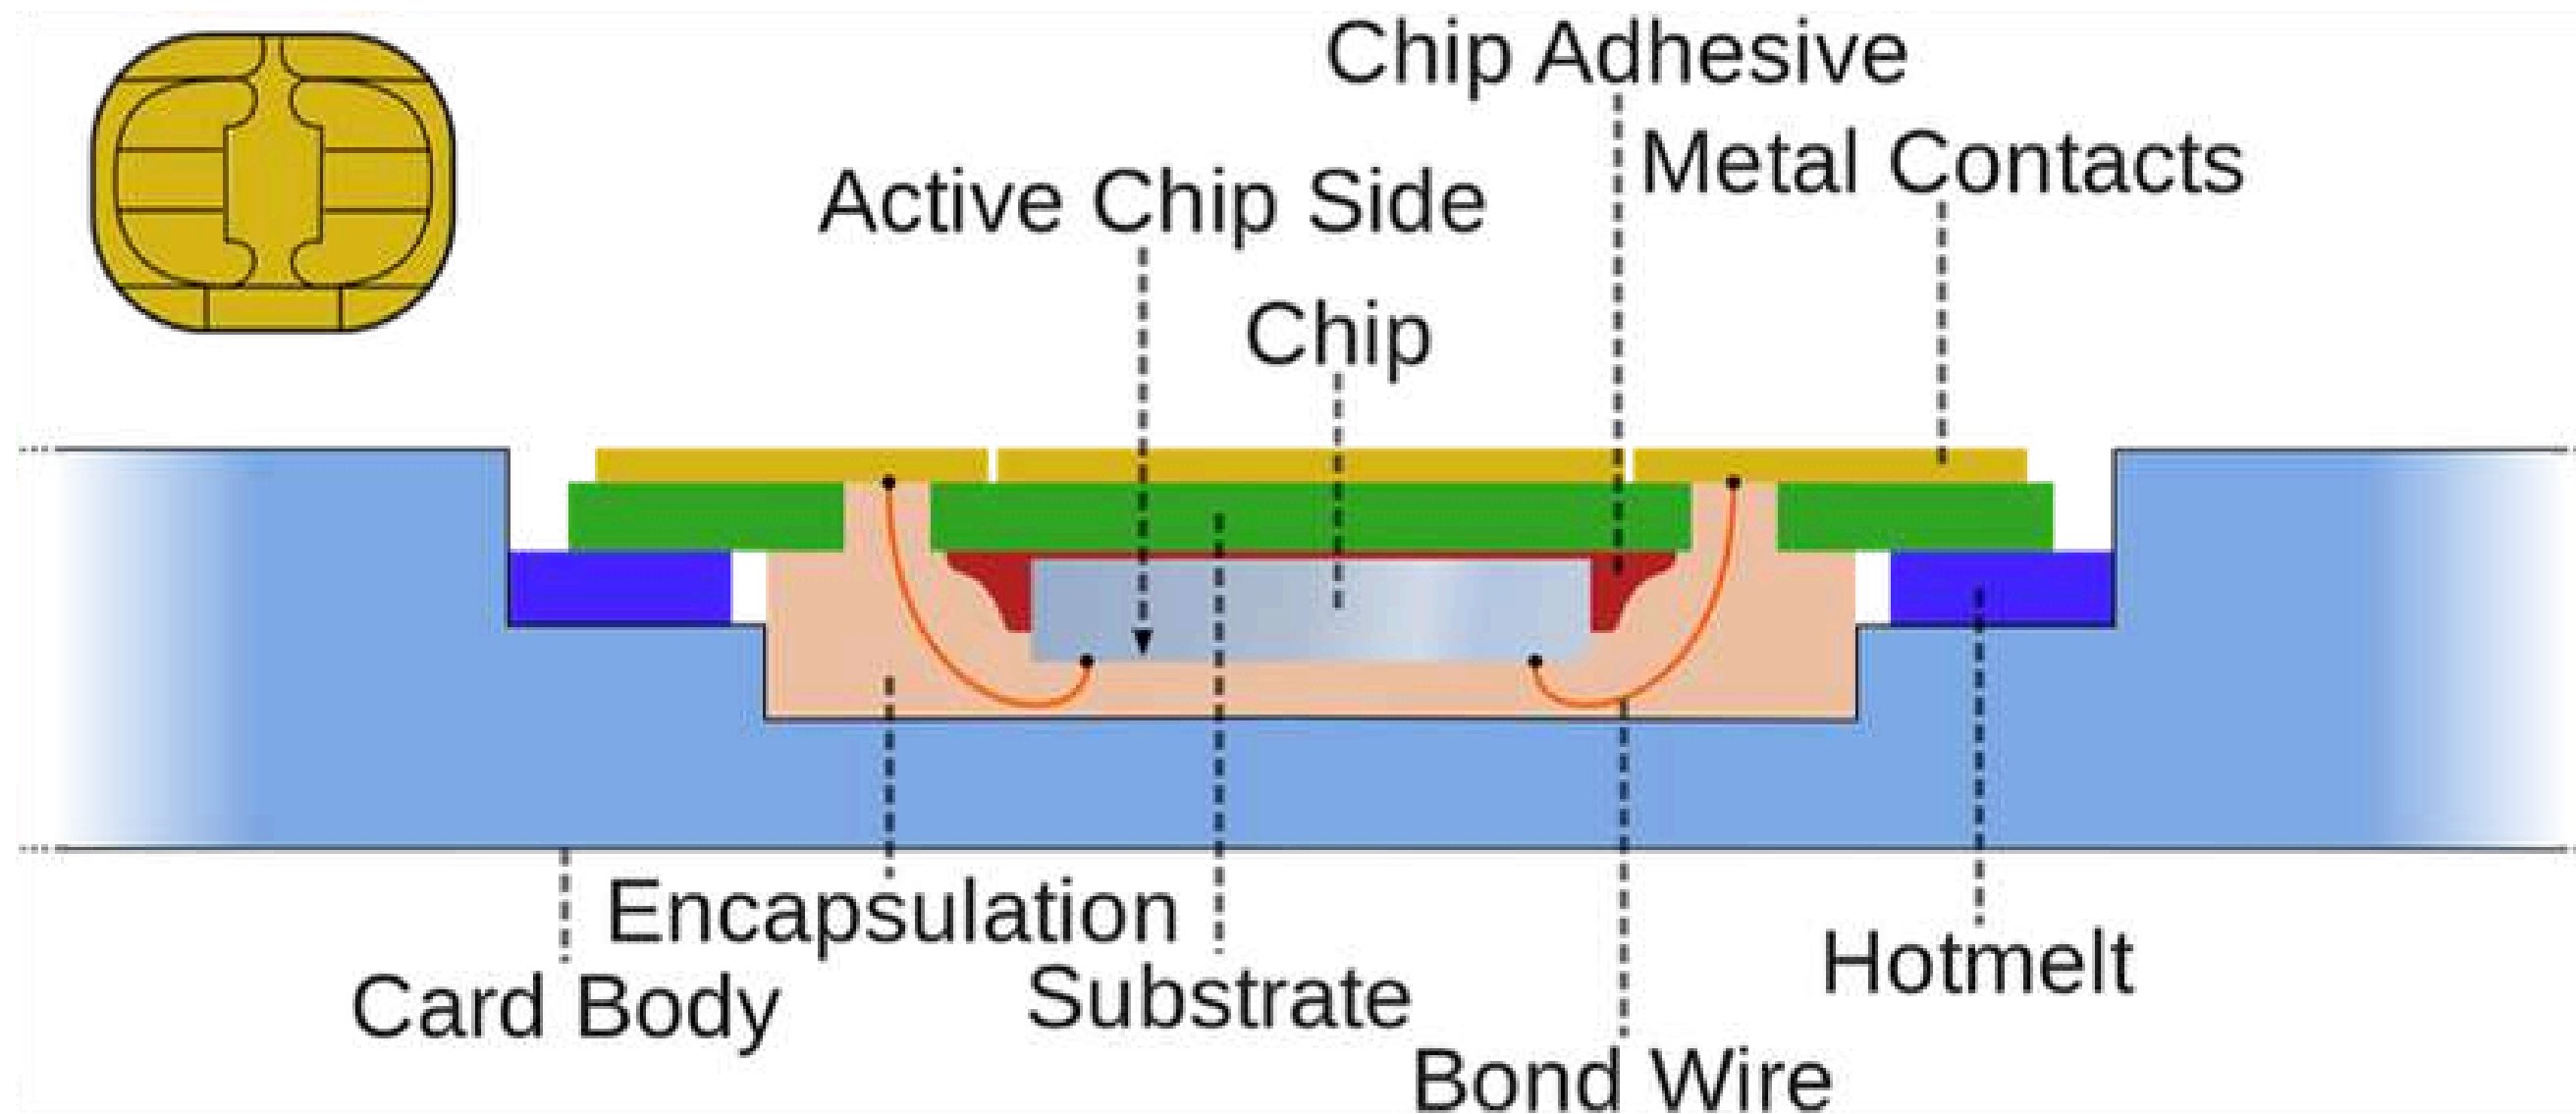 Chip Adhesive
Metal Contacts
Active Chip Side
Chip
Encapsulation
Card Body
Substrate
Hotmelt
Bond Wire